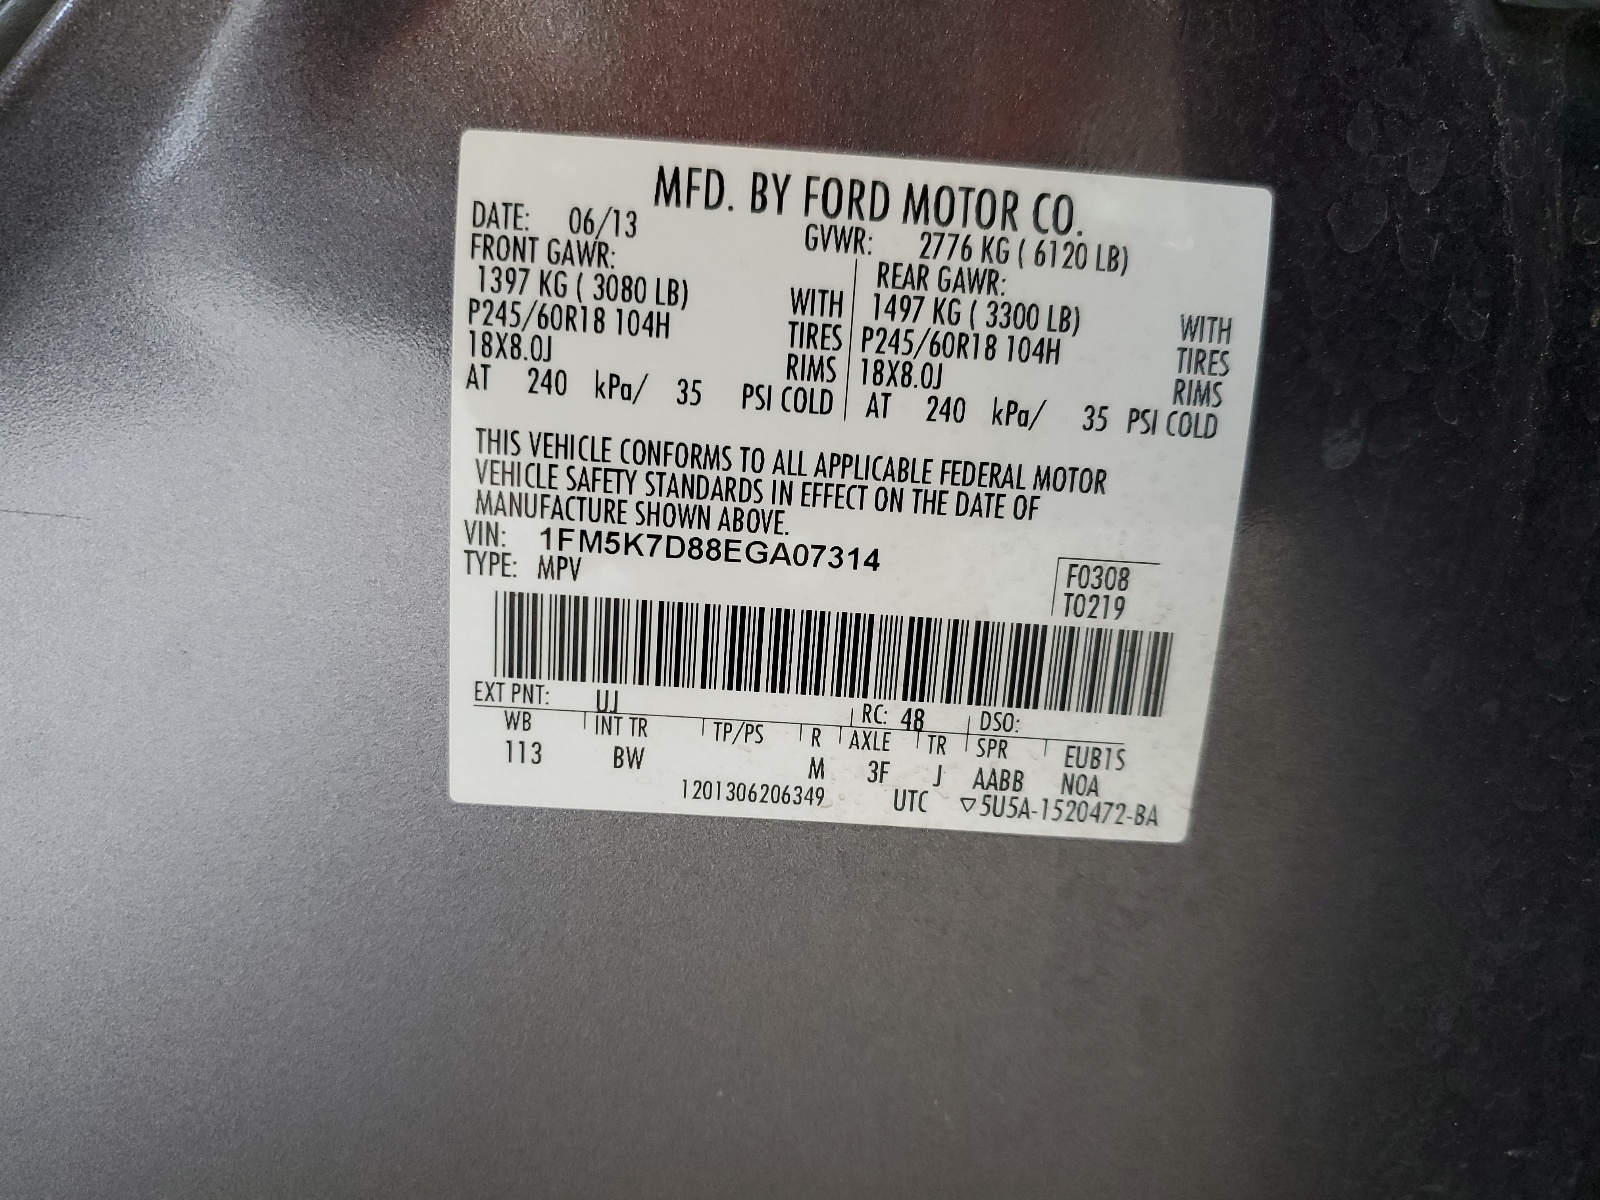 MFD. BY FORD MOTOR CO.
DATE: 06/13 GVWR: 2776 KG ( 6120 LB)
FRONT GAWR: REAR GAWR:
1397 KG ( 3080 LB) WITH 1497 KG ( 3300 LB) WITH
P245/60R18 104H TIRES P245/60R18 104H TIRES
18X8.0J RIMS 18X8.0J RIMS
AT 240 kPa/ 35 PSI COLD AT 240 kPa/ 35 PSI COLD
THIS VEHICLE CONFORMS TO ALL APPLICABLE FEDERAL MOTOR
VEHICLE SAFETY STANDARDS IN EFFECT ON THE DATE OF
MANUFACTURE SHOWN ABOVE.
VIN: 1FM5K7D88EGA07314
TYPE: MPV F0308
T0219
EXT PNT: UJ RC: 48 DSO:
WB INT TR TP/PS R AXLE TR SPR EUB1S
113 BW M 3F J AABB NOA
1201306206349 UTC ▽5U5A-1520472-BA